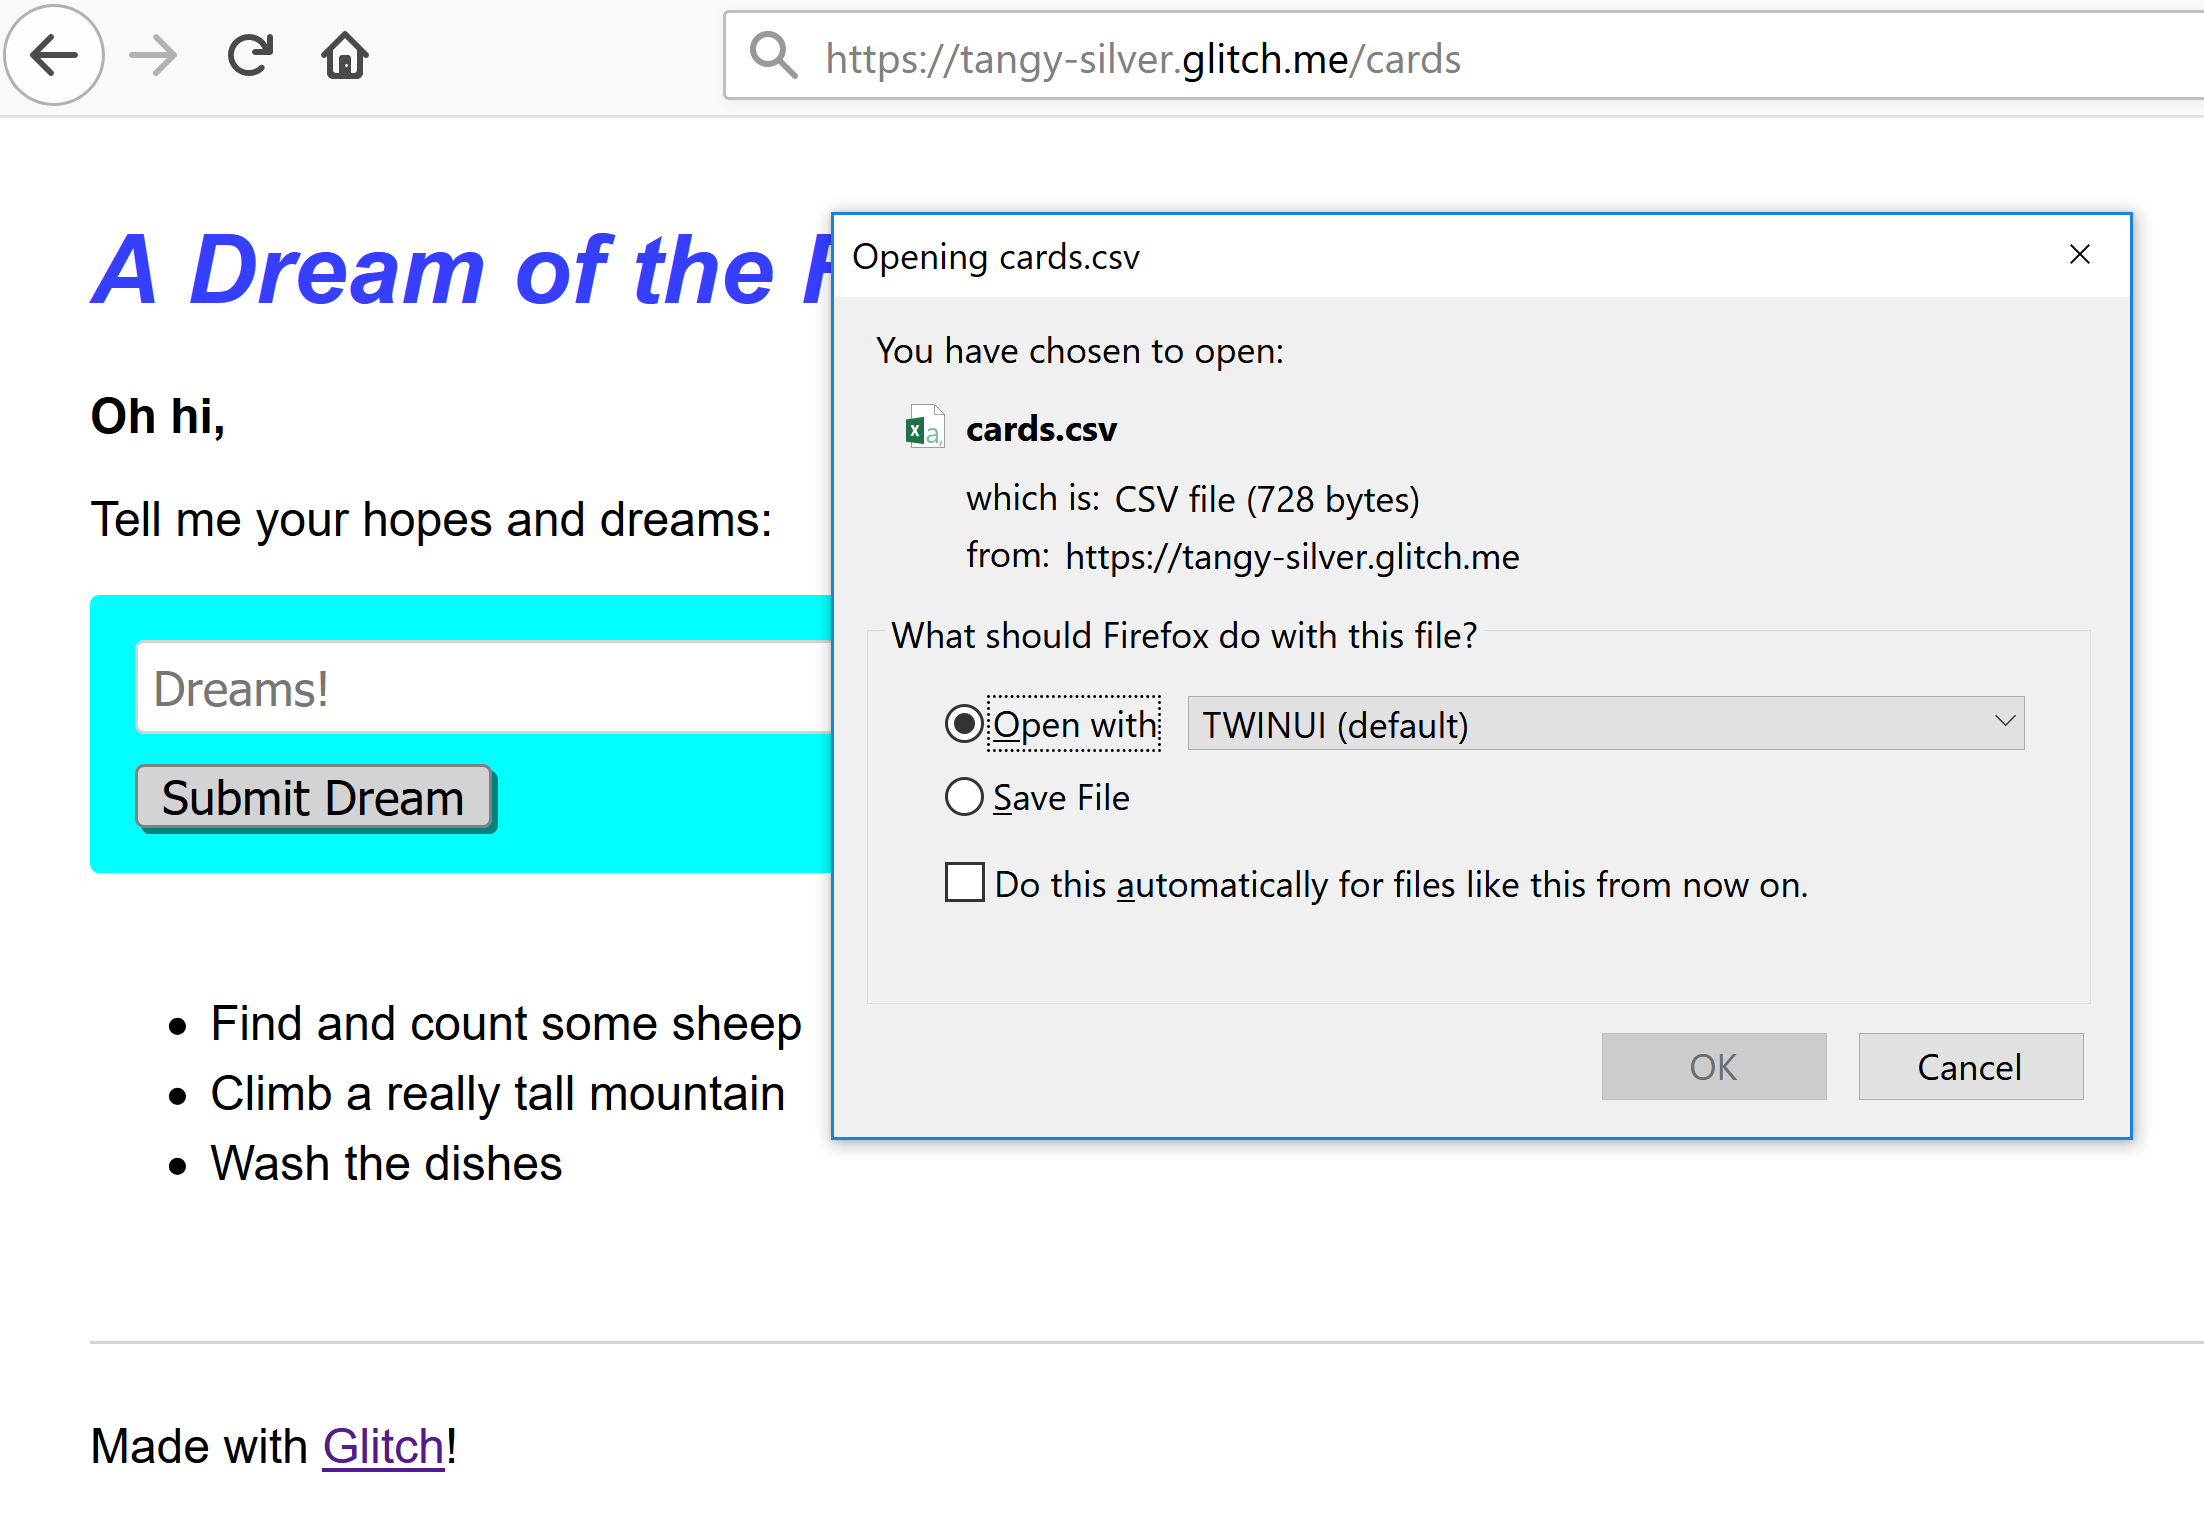 https://tangy-silver.glitch.me/cards
A Dream of the
Opening cards.csv
You have chosen to open:
cards.csv
which is: CSV file (728 bytes)
from: https://tangy-silver.glitch.me
What should Firefox do with this file?
Open with TWINUI (default)
Save File
Do this automatically for files like this from now on.
OK Cancel
Oh hi,
Tell me your hopes and dreams:
Dreams!
Submit Dream
Find and count some sheep
Climb a really tall mountain
Wash the dishes
Made with Glitch!